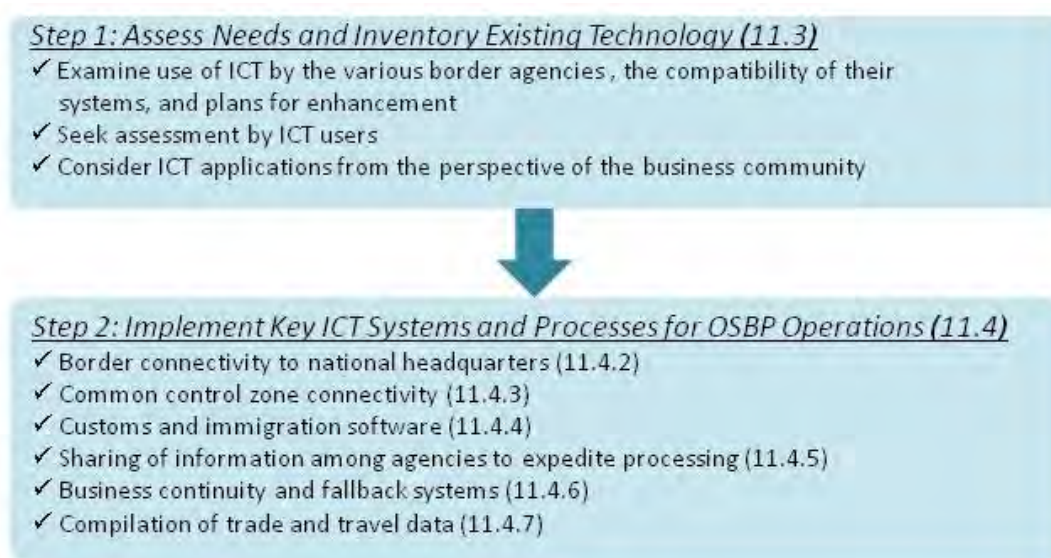 Step 1: Assess Needs and Inventory Existing Technology (11.3)
✓ Examine use of ICT by the various border agencies , the compatibility of their
systems, and plans for enhancement
✓ Seek assessment by ICT users
✓ Consider ICT applications from the perspective of the business community
Step 2: Implement Key ICT Systems and Processes for OSBP Operations (11.4)
✓ Border connectivity to national headquarters (11.4.2)
✓ Common control zone connectivity (11.4.3)
✓ Customs and immigration software (11.4.4)
✓ Sharing of information among agencies to expedite processing (11.4.5)
✓ Business continuity and fallback systems (11.4.6)
✓ Compilation of trade and travel data (11.4.7)